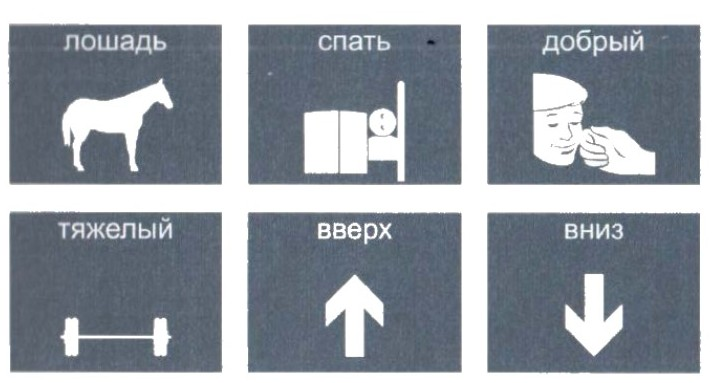 лошадь
спать
добрый
тяжелый
вверх
вниз